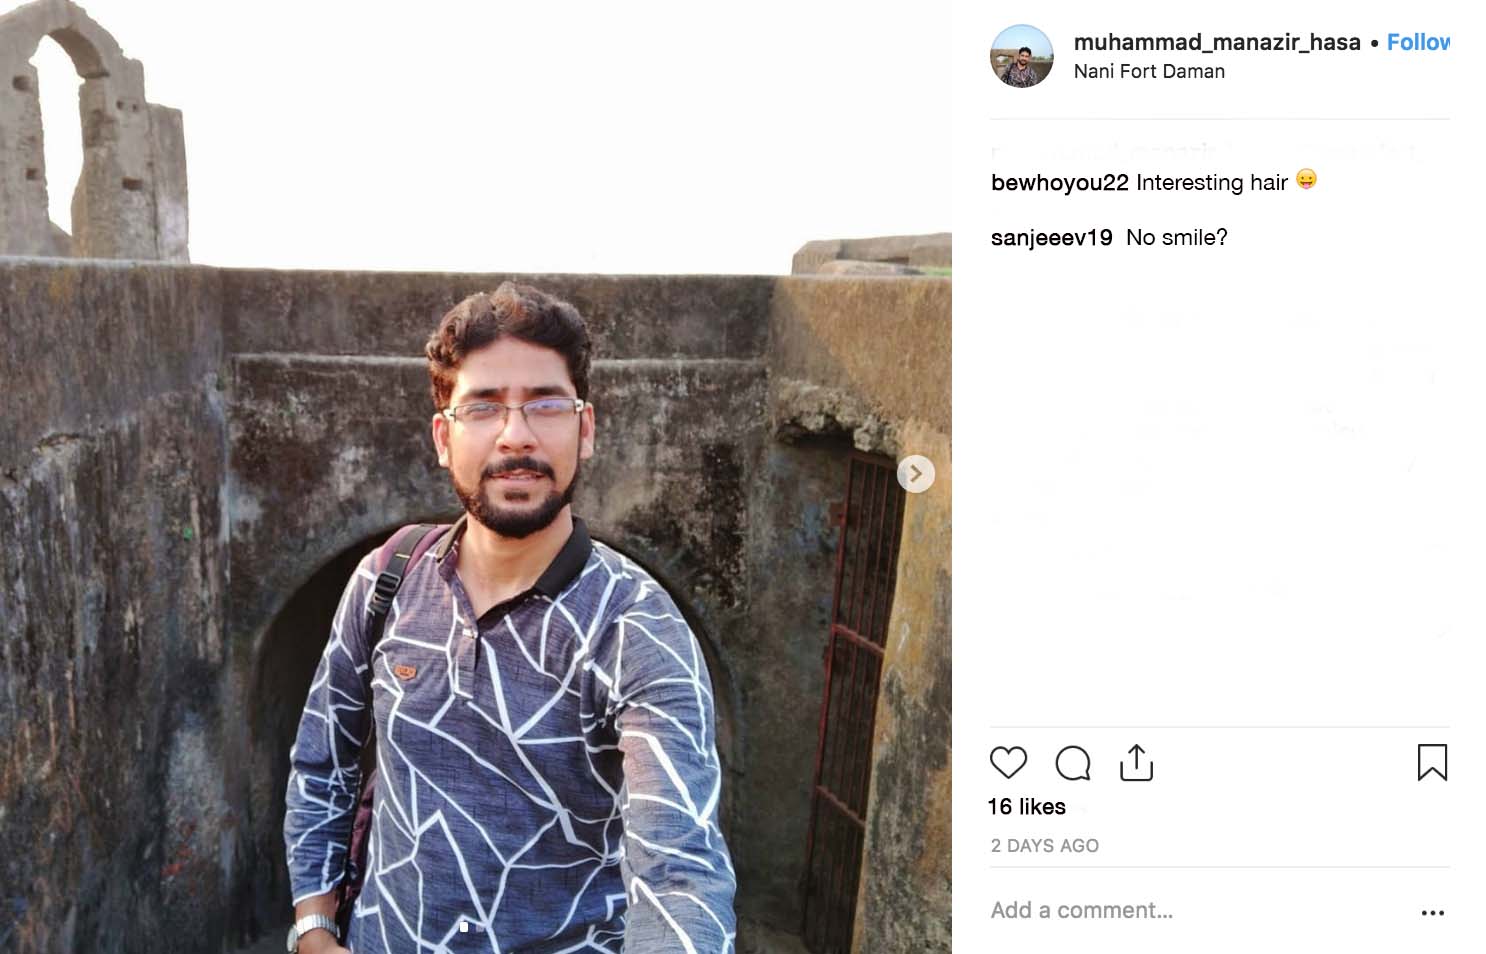 muhammad_manazir_hasa • Follow
Nani Fort Daman
bewhoyou22 Interesting hair 😛
sanjeeev19 No smile?
16 likes
2 DAYS AGO
Add a comment...